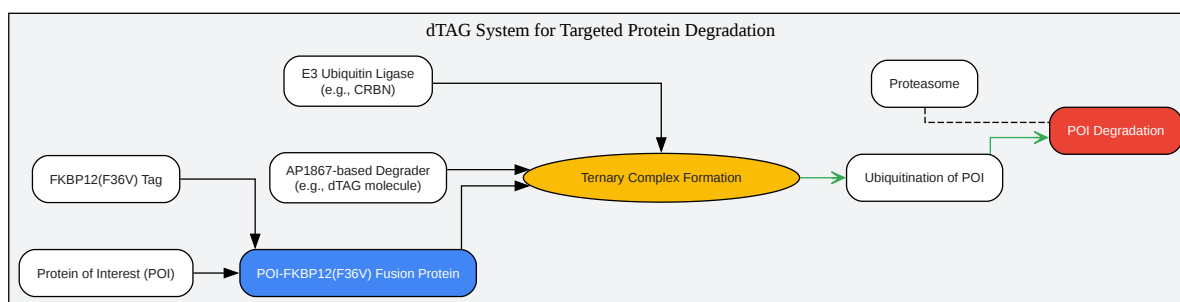 dTAG System for Targeted Protein Degradation
E3 Ubiquitin Ligase
(e.g., CRBN)
Proteasome
POI Degradation
AP1867-based Degrader
(e.g., dTAG molecule)
FKBP12(F36V) Tag
Ternary Complex Formation
Ubiquitination of POI
Protein of Interest (POI)
POI-FKBP12(F36V) Fusion Protein